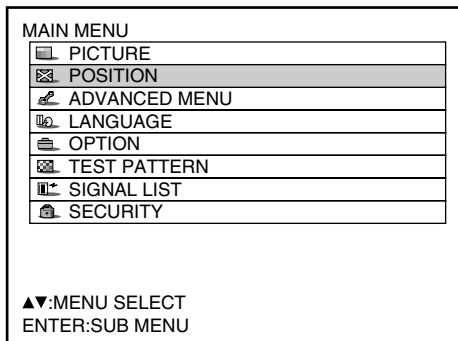 MAIN MENU
PICTURE
POSITION
ADVANCED MENU
LANGUAGE
OPTION
TEST PATTERN
SIGNAL LIST
SECURITY
▲▼:MENU SELECT
ENTER:SUB MENU